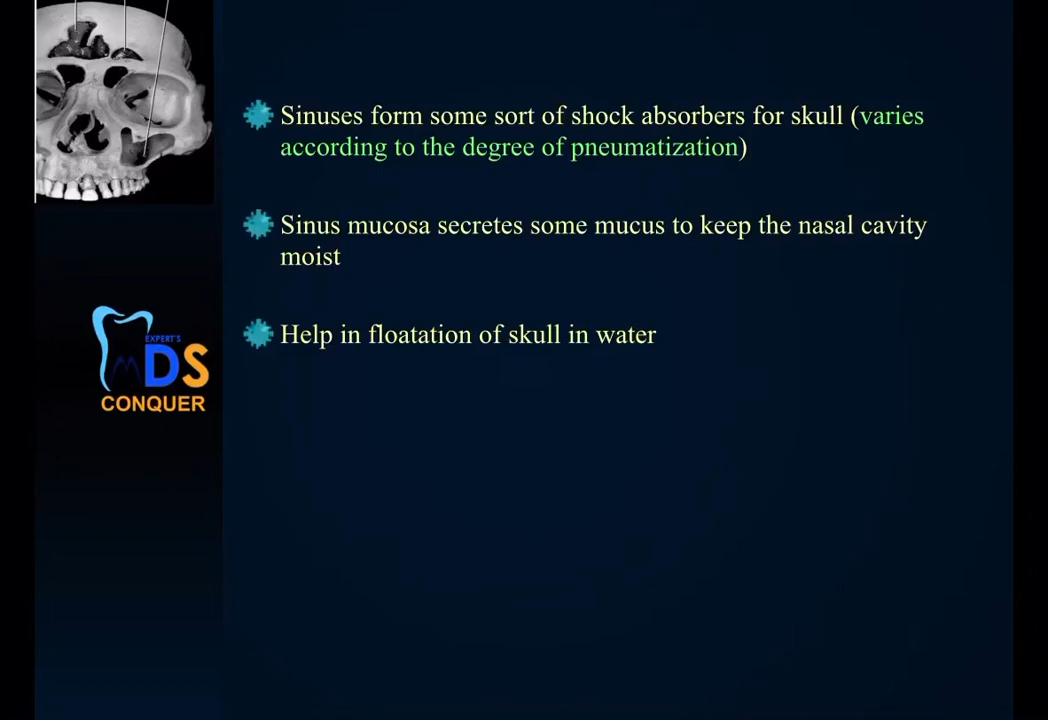 Sinuses form some sort of shock absorbers for skull (varies
according to the degree of pneumatization)
Sinus mucosa secretes some mucus to keep the nasal cavity
moist
Help in floatation of skull in water
EXPERT'S
MDS
CONQUER